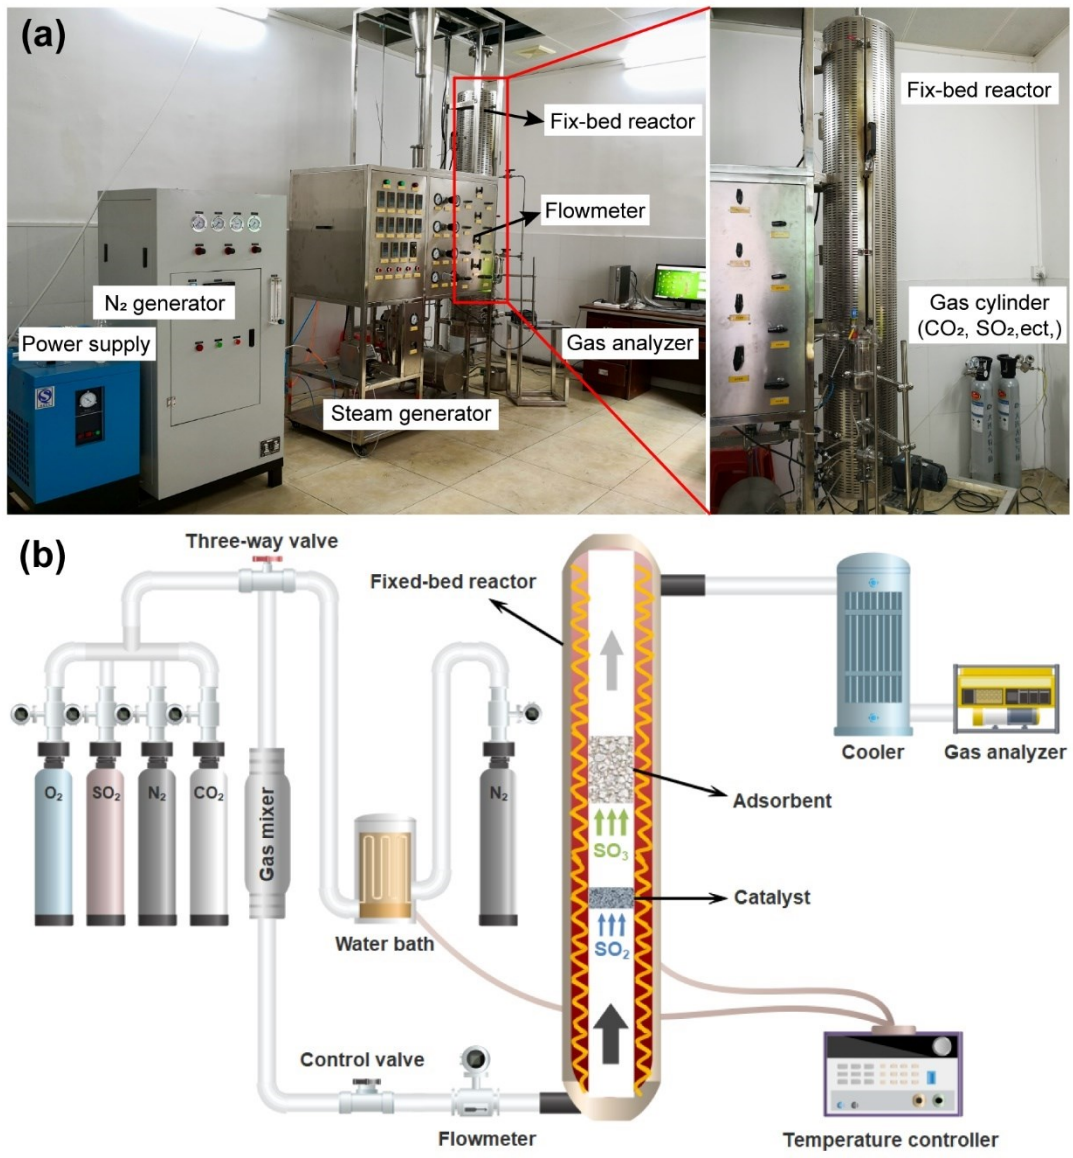 (a)
Fix-bed reactor
Flowmeter
N₂ generator
Power supply
Gas analyzer
Steam generator
Fix-bed reactor
Gas cylinder
(CO₂, SO₂,ect,)
(b)
Three-way valve
Fixed-bed reactor
O₂
SO₂
N₂
CO₂
Gas mixer
N₂
Water bath
Cooler
Gas analyzer
Adsorbent
SO₃
Catalyst
SO₂
Control valve
Flowmeter
Temperature controller